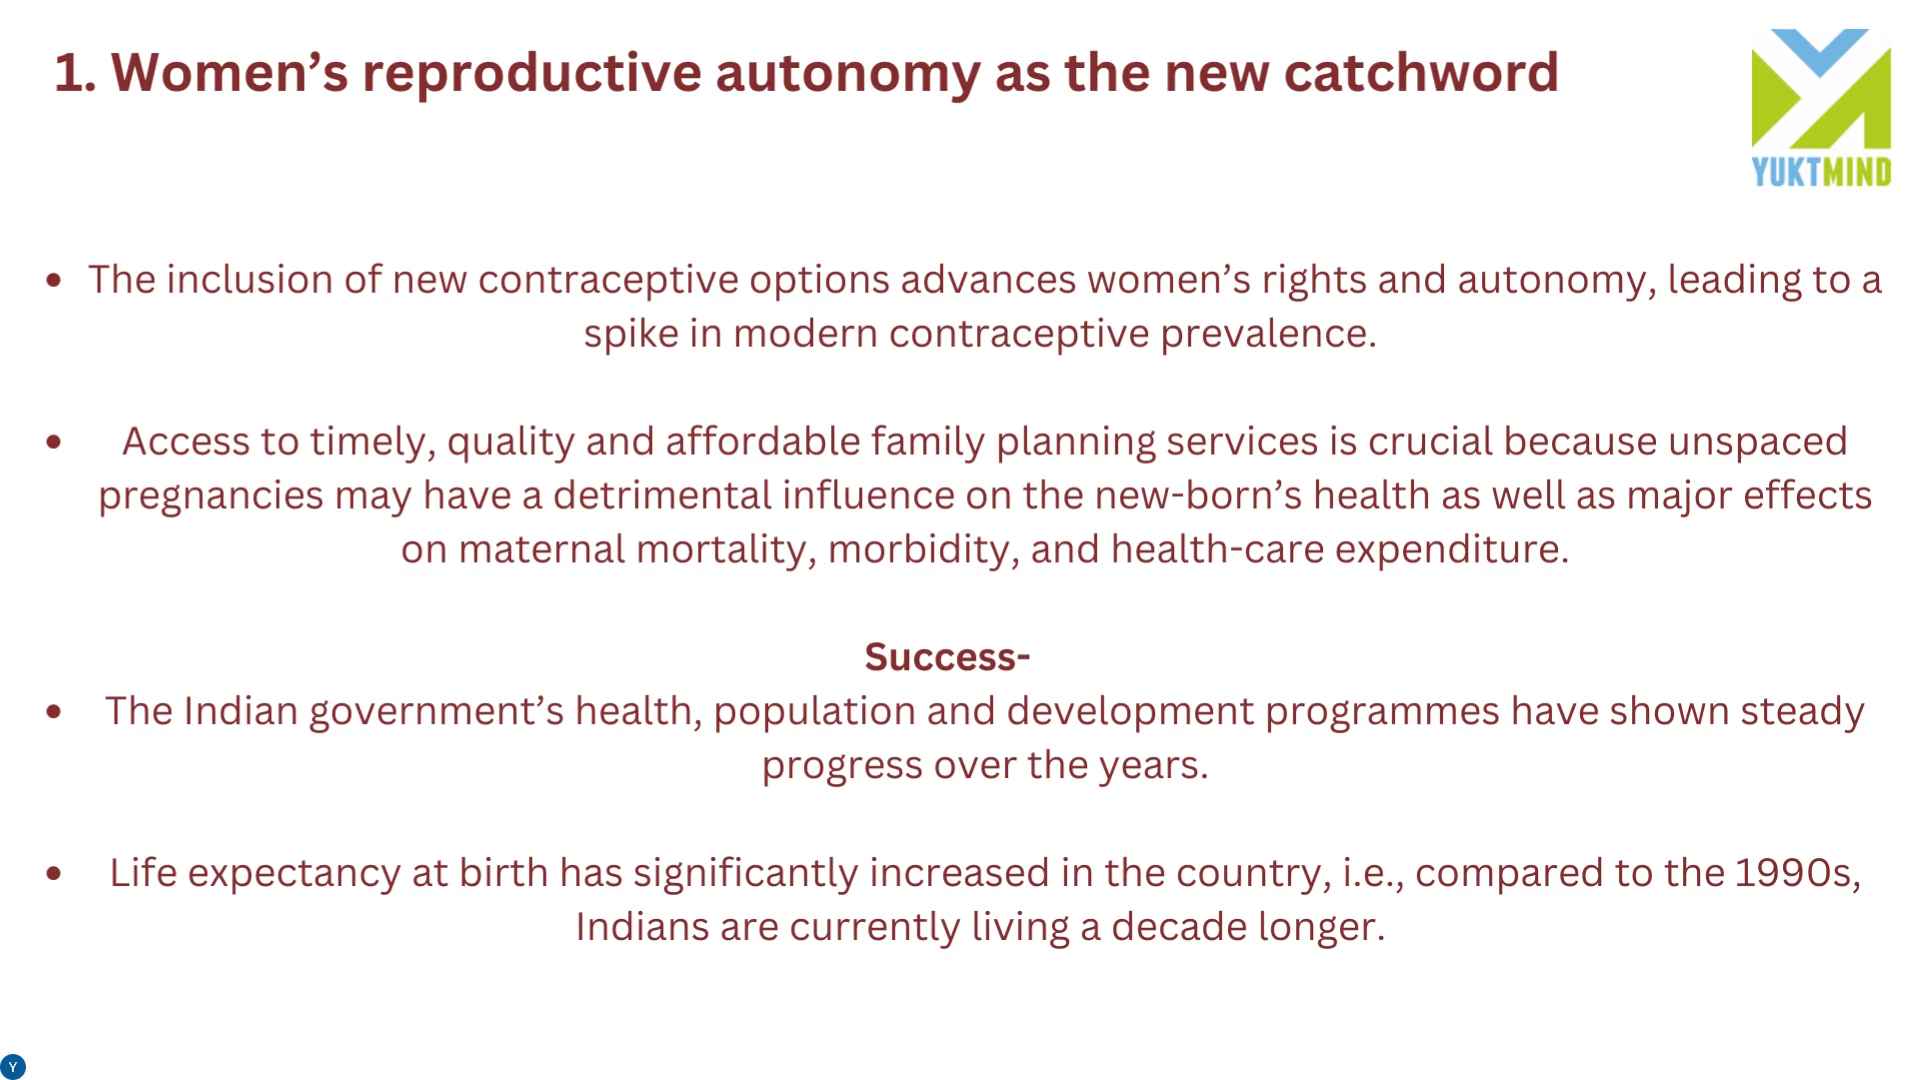 1. Women’s reproductive autonomy as the new catchword
YUKTMIND
• The inclusion of new contraceptive options advances women’s rights and autonomy, leading to a
spike in modern contraceptive prevalence.
• Access to timely, quality and affordable family planning services is crucial because unspaced
pregnancies may have a detrimental influence on the new-born’s health as well as major effects
on maternal mortality, morbidity, and health-care expenditure.
Success-
• The Indian government’s health, population and development programmes have shown steady
progress over the years.
• Life expectancy at birth has significantly increased in the country, i.e., compared to the 1990s,
Indians are currently living a decade longer.
Y